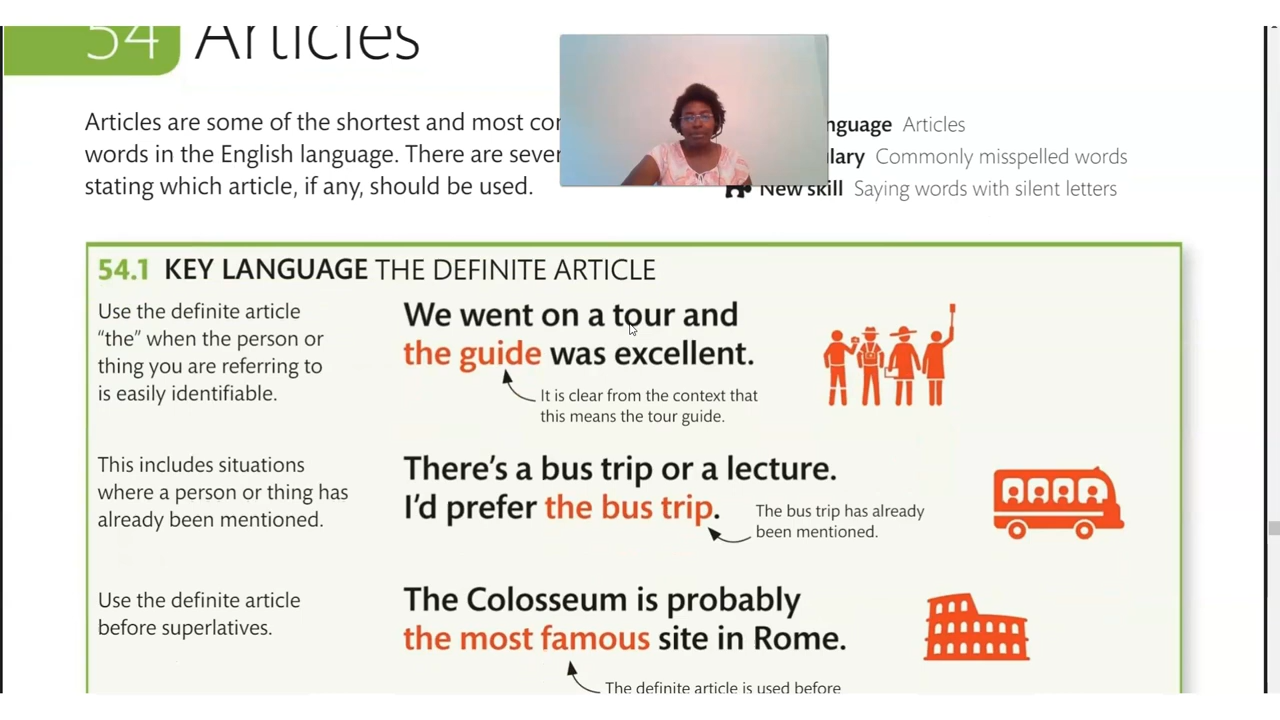 54 Articles
Articles are some of the shortest and most
words in the English language. There are
stating which article, if any, should be used.
Articles
Commonly misspelled words
New skill Saying words with silent letters
54.1 KEY LANGUAGE THE DEFINITE ARTICLE
Use the definite article
“the” when the person or
thing you are referring to
is easily identifiable.
We went on a tour and
the guide was excellent.
It is clear from the context that
this means the tour guide.
This includes situations
where a person or thing has
already been mentioned.
There’s a bus trip or a lecture.
I’d prefer the bus trip.
The bus trip has already
been mentioned.
Use the definite article
before superlatives.
The Colosseum is probably
the most famous site in Rome.
The definite article is used before